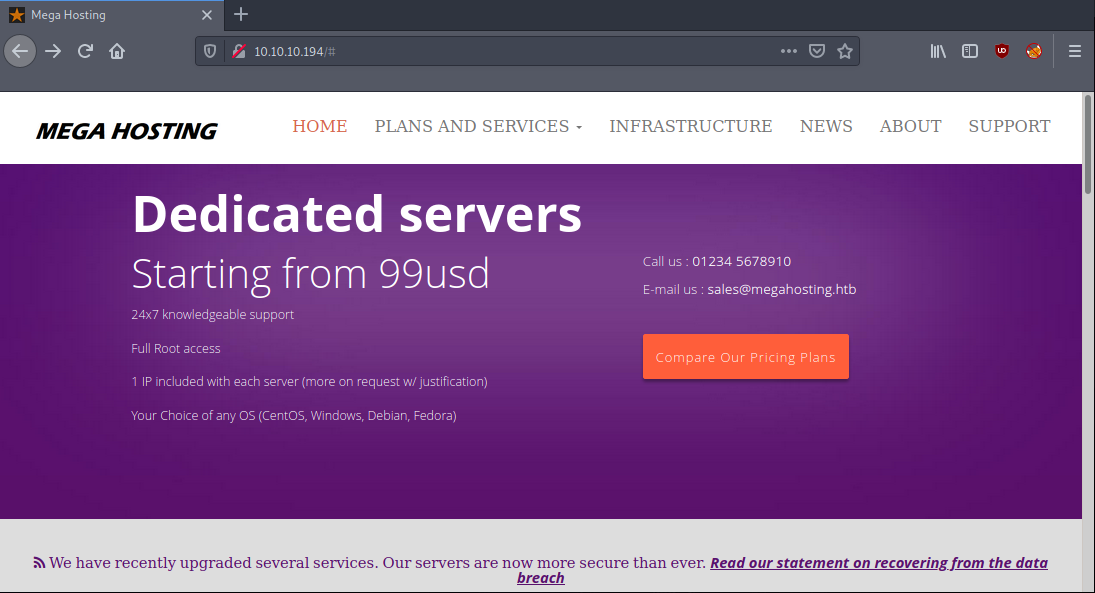 Mega Hosting
10.10.10.194/#
MEGA HOSTING
HOME PLANS AND SERVICES INFRASTRUCTURE NEWS ABOUT SUPPORT
Dedicated servers
Starting from 99usd
24x7 knowledgeable support
Full Root access
1 IP included with each server (more on request w/ justification)
Your Choice of any OS (CentOS, Windows, Debian, Fedora)
Call us : 01234 5678910
E-mail us : sales@megahosting.htb
Compare Our Pricing Plans
We have recently upgraded several services. Our servers are now more secure than ever. Read our statement on recovering from the data
breach